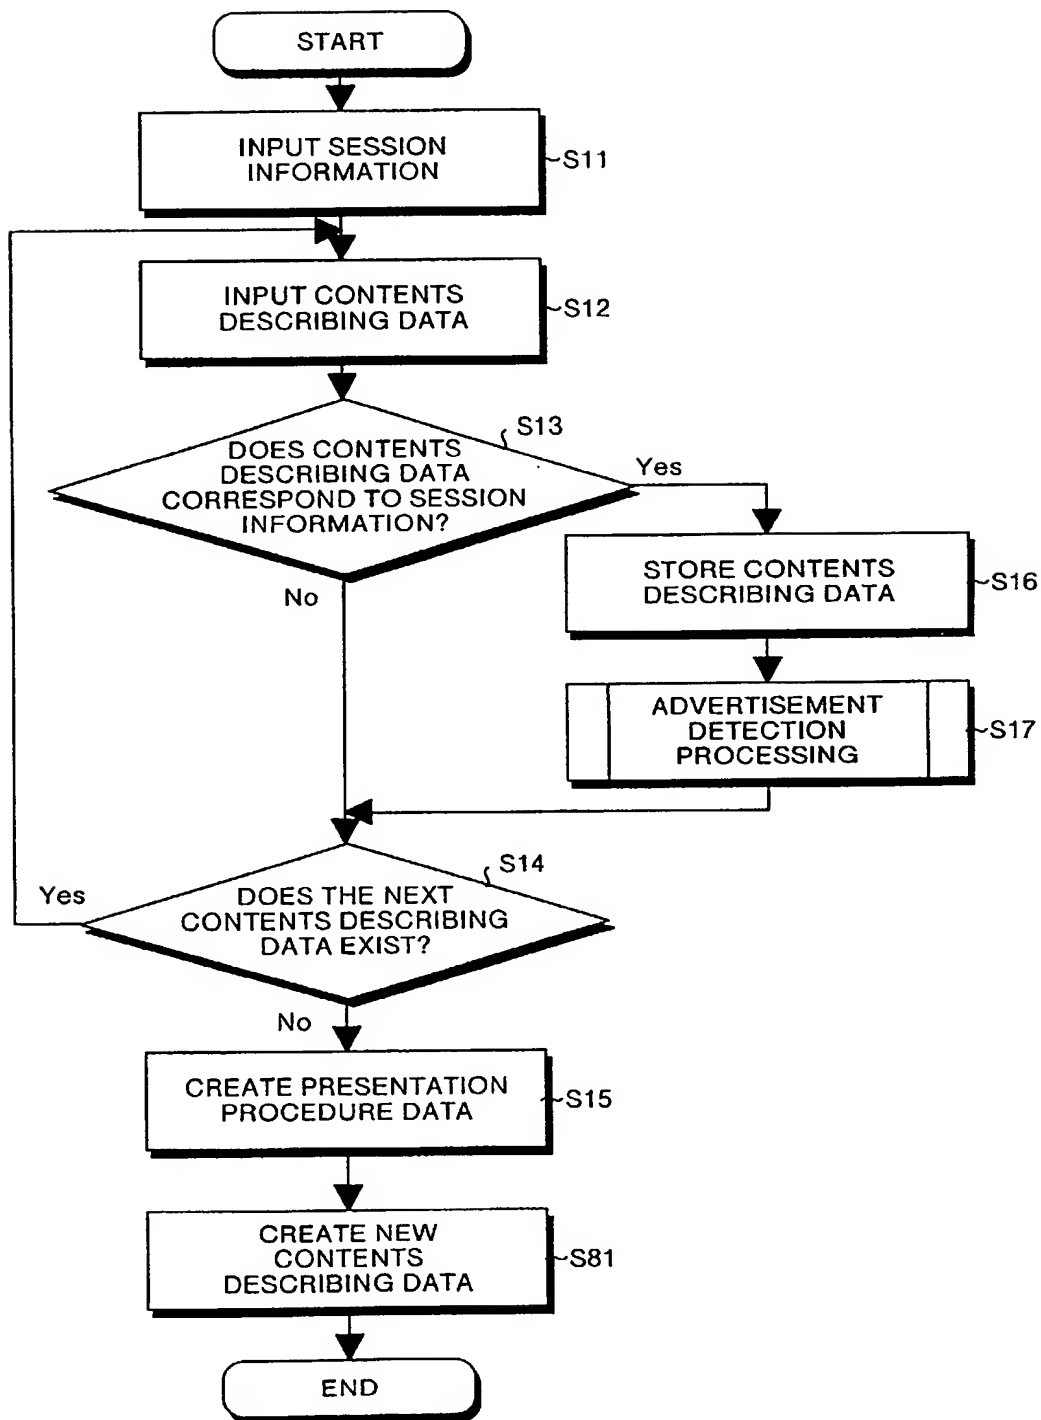 START
INPUT SESSION
INFORMATION
S11
INPUT CONTENTS
DESCRIBING DATA
S12
S13
DOES CONTENTS
DESCRIBING DATA
CORRESPOND TO SESSION
INFORMATION?
Yes
No
STORE CONTENTS
DESCRIBING DATA
S16
ADVERTISEMENT
DETECTION
PROCESSING
S17
S14
Yes
DOES THE NEXT
CONTENTS DESCRIBING
DATA EXIST?
No
CREATE PRESENTATION
PROCEDURE DATA
S15
CREATE NEW
CONTENTS
DESCRIBING DATA
S81
END